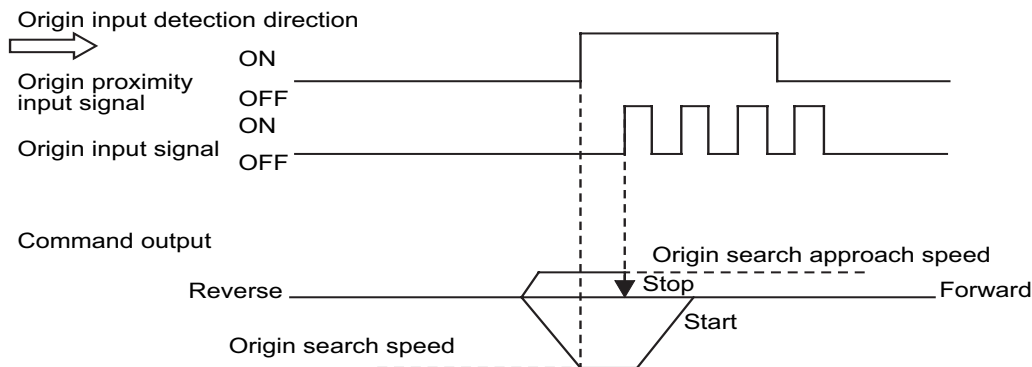 Origin input detection direction
ON
Origin proximity
input signal
OFF
ON
Origin input signal
OFF
Command output
Origin search approach speed
Reverse
Stop
Forward
Start
Origin search speed